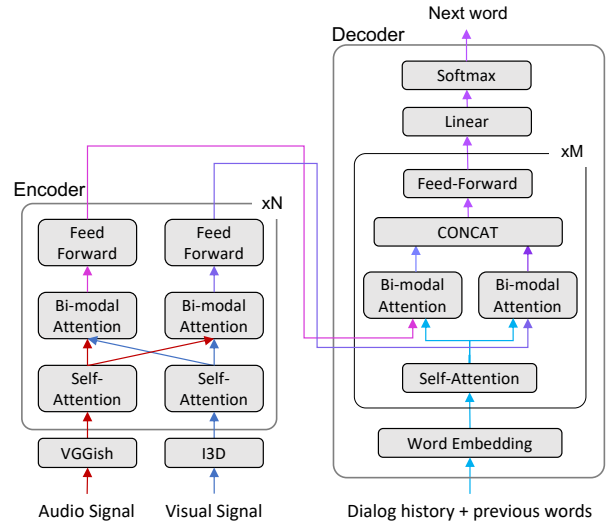 Next word
Decoder
Softmax
Linear
xM
Feed-Forward
CONCAT
Bi-modal
Attention
Bi-modal
Attention
Self-Attention
Word Embedding
Dialog history + previous words
Encoder
xN
Feed
Forward
Feed
Forward
Bi-modal
Attention
Bi-modal
Attention
Self-
Attention
Self-
Attention
VGGish
I3D
Audio Signal
Visual Signal